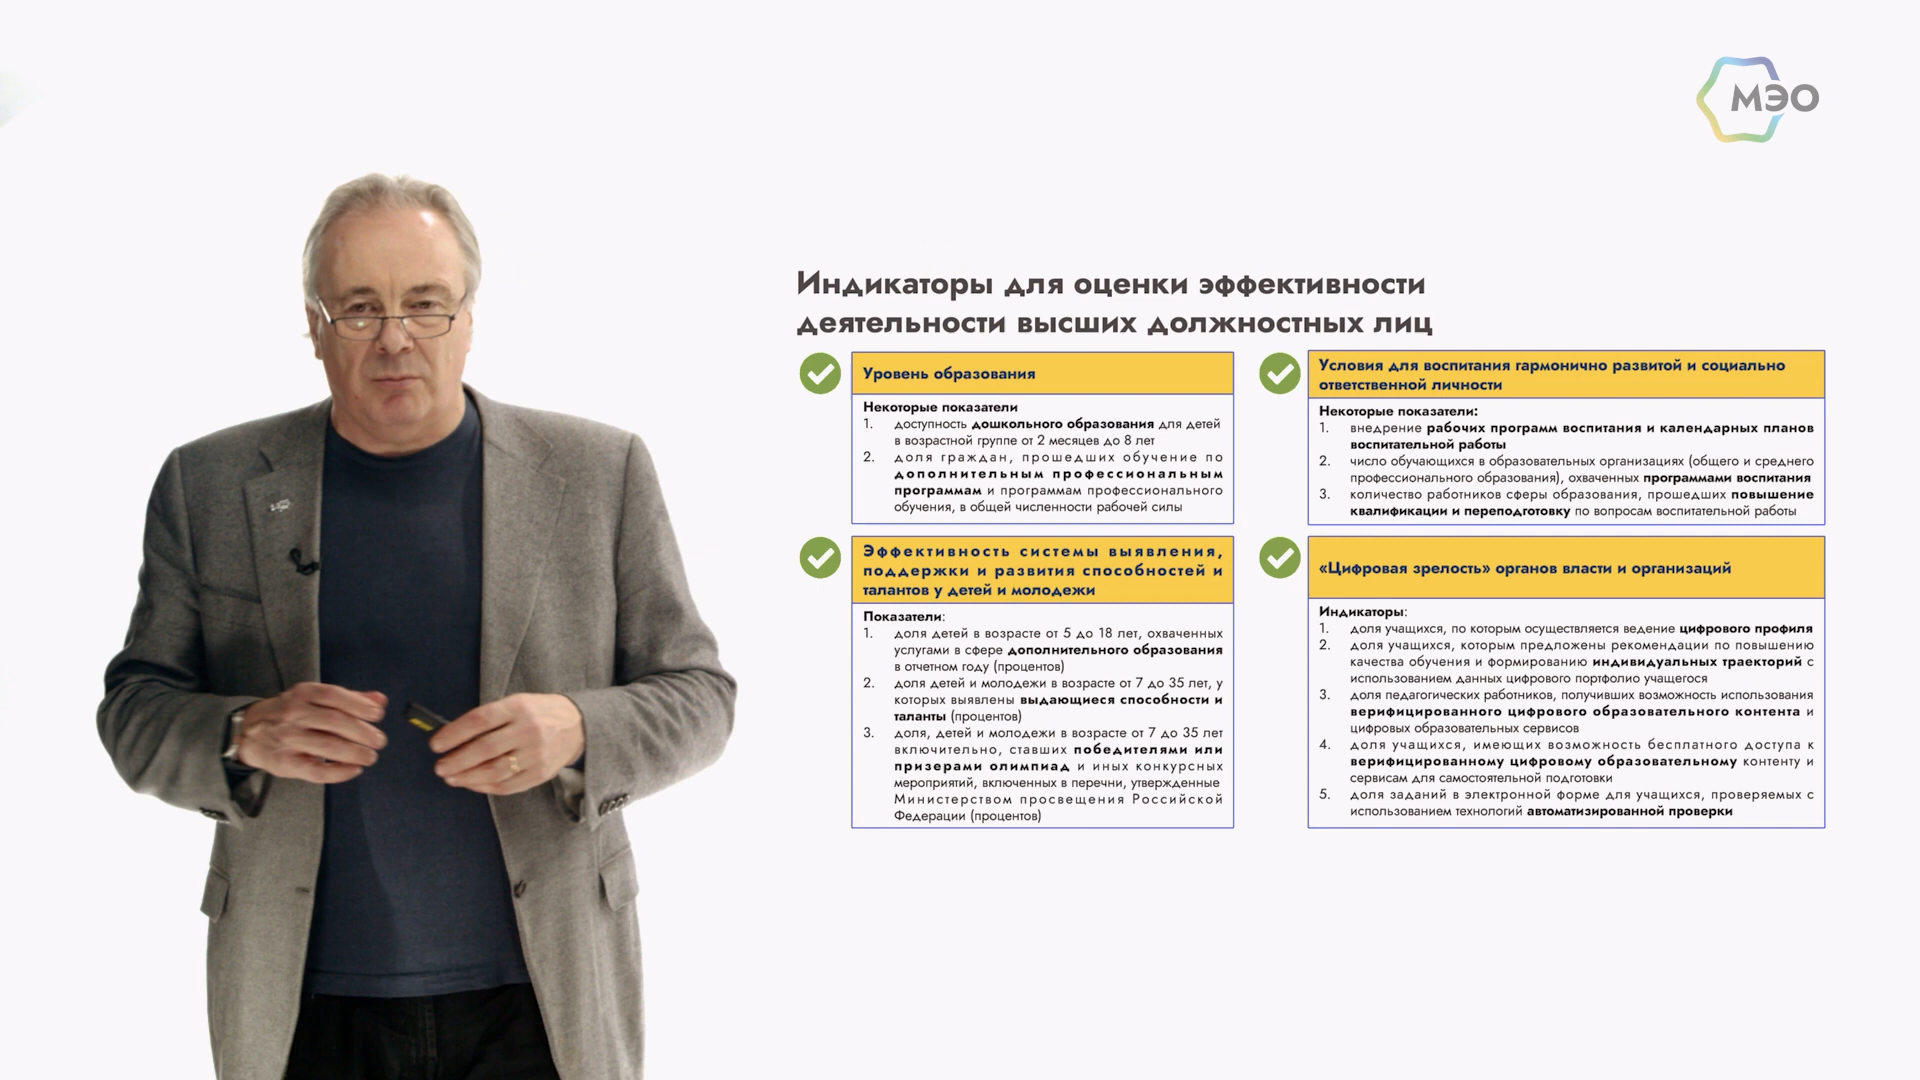 МЭО
Индикаторы для оценки эффективности
деятельности высших должностных лиц
Уровень образования
Некоторые показатели
1. доступность дошкольного образования для детей
в возрастной группе от 2 месяцев до 8 лет
2. доля граждан, прошедших обучение по
дополнительным профессиональным
программам и программам профессионального
обучения, в общей численности рабочей силы
Условия для воспитания гармонично развитой и социально
ответственной личности
Некоторые показатели:
1. внедрение рабочих программ воспитания и календарных планов
воспитательной работы
2. число обучающихся в образовательных организациях (общего и среднего
профессионального образования), охваченных программами воспитания
3. количество работников сферы образования, прошедших повышение
квалификации и переподготовку по вопросам воспитательной работы
Эффективность системы выявления,
поддержки и развития способностей и
талантов у детей и молодежи
Показатели:
1. доля детей в возрасте от 5 до 18 лет, охваченных
услугами в сфере дополнительного образования
в отчетном году (процентов)
2. доля детей и молодежи в возрасте от 7 до 35 лет, у
которых выявлены выдающиеся способности и
таланты (процентов)
3. доля, детей и молодежи в возрасте от 7 до 35 лет
включительно, ставших победителями или
призерами олимпиад и иных конкурсных
мероприятий, включенных в перечни, утвержденные
Министерством просвещения Российской
Федерации (процентов)
«Цифровая зрелость» органов власти и организаций
Индикаторы:
1. доля учащихся, по которым осуществляется ведение цифрового профиля
2. доля учащихся, которым предложены рекомендации по повышению
качества обучения и формированию индивидуальных траекторий с
использованием данных цифрового портфолио учащегося
3. доля педагогических работников, получивших возможность использования
верифицированного цифрового образовательного контента и
цифровых образовательных сервисов
4. доля учащихся, имеющих возможность бесплатного доступа к
верифицированному цифровому образовательному контенту и
сервисам для самостоятельной подготовки
5. доля заданий в электронной форме для учащихся, проверяемых с
использованием технологий автоматизированной проверки